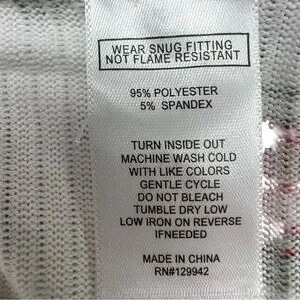 WEAR SNUG FITTING
NOT FLAME RESISTANT
95% POLYESTER
5% SPANDEX
TURN INSIDE OUT
MACHINE WASH COLD
WITH LIKE COLORS
GENTLE CYCLE
DO NOT BLEACH
TUMBLE DRY LOW
LOW IRON ON REVERSE
IFNEEDED
MADE IN CHINA
RN#129942